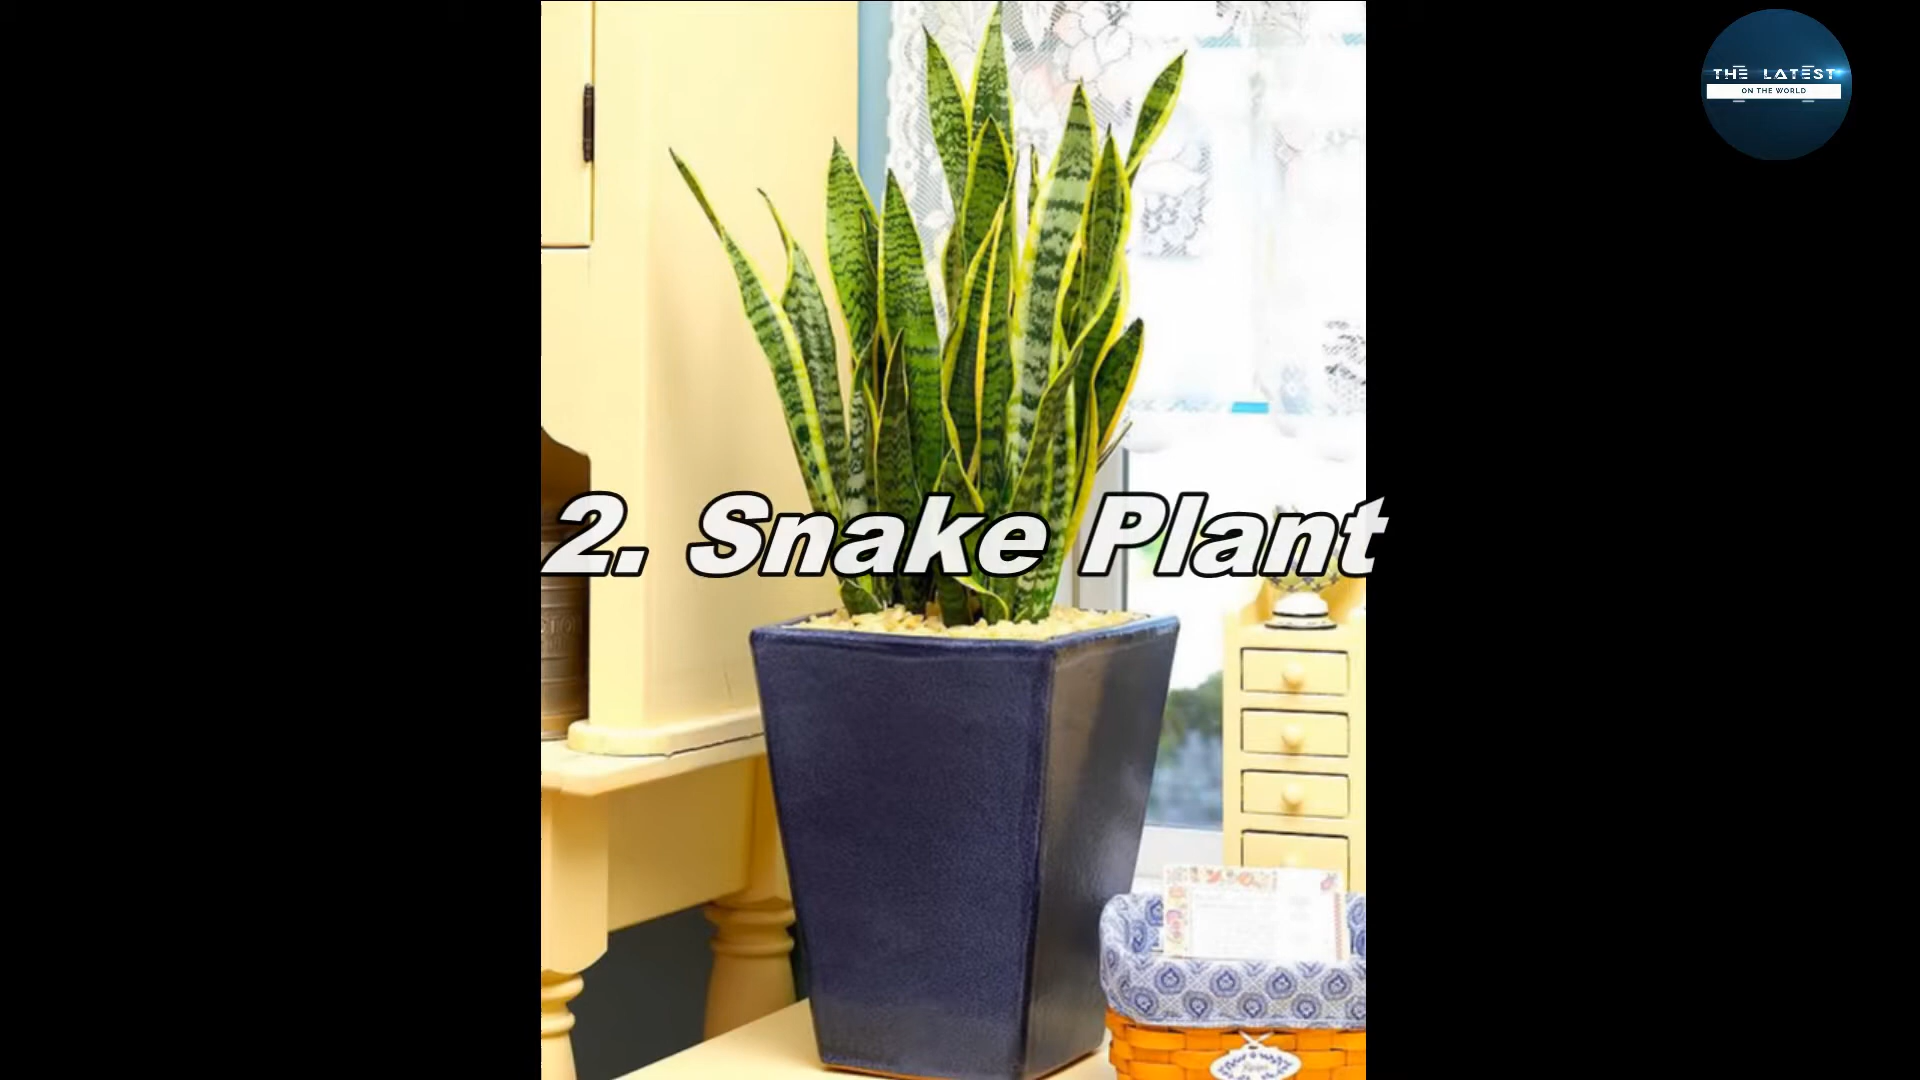 THE LATEST
ON THE WORLD
2. Snake Plant